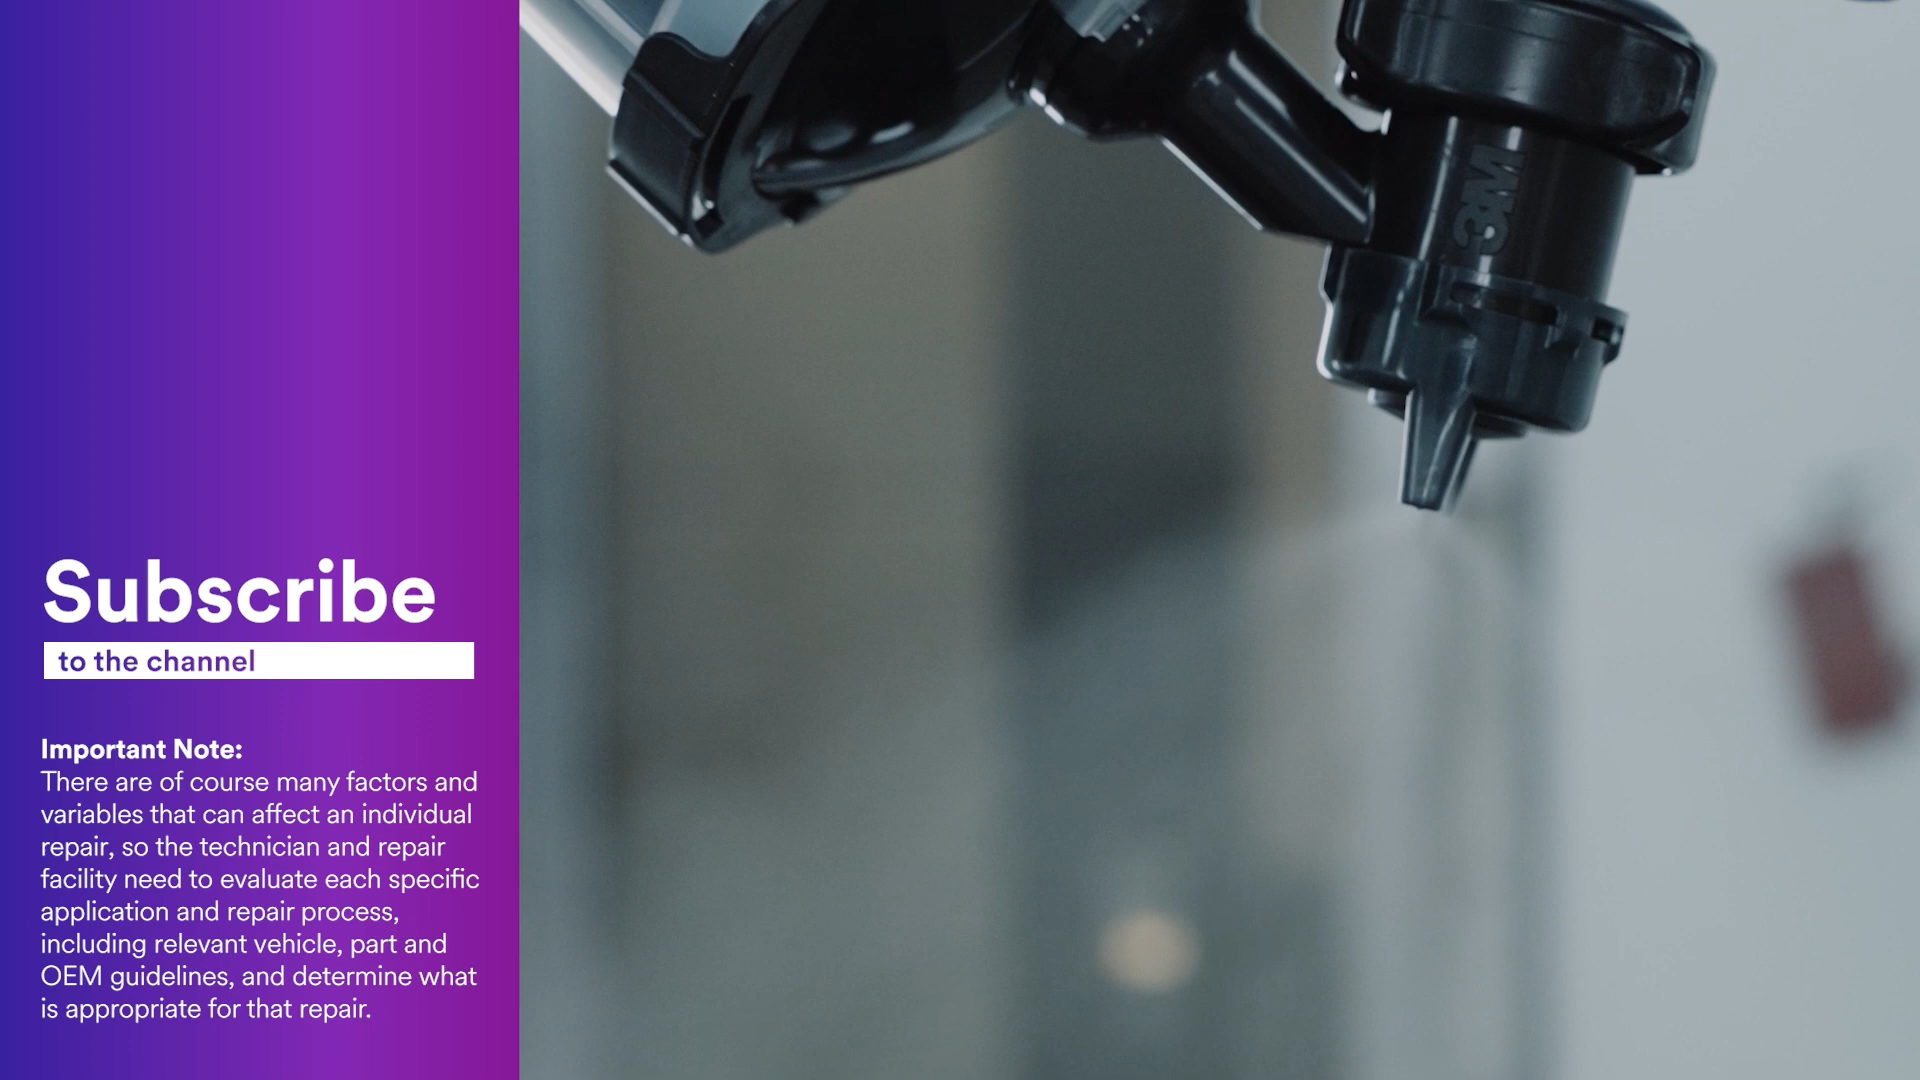 Subscribe
to the channel
Important Note:
There are of course many factors and
variables that can affect an individual
repair, so the technician and repair
facility need to evaluate each specific
application and repair process,
including relevant vehicle, part and
OEM guidelines, and determine what
is appropriate for that repair.
3M